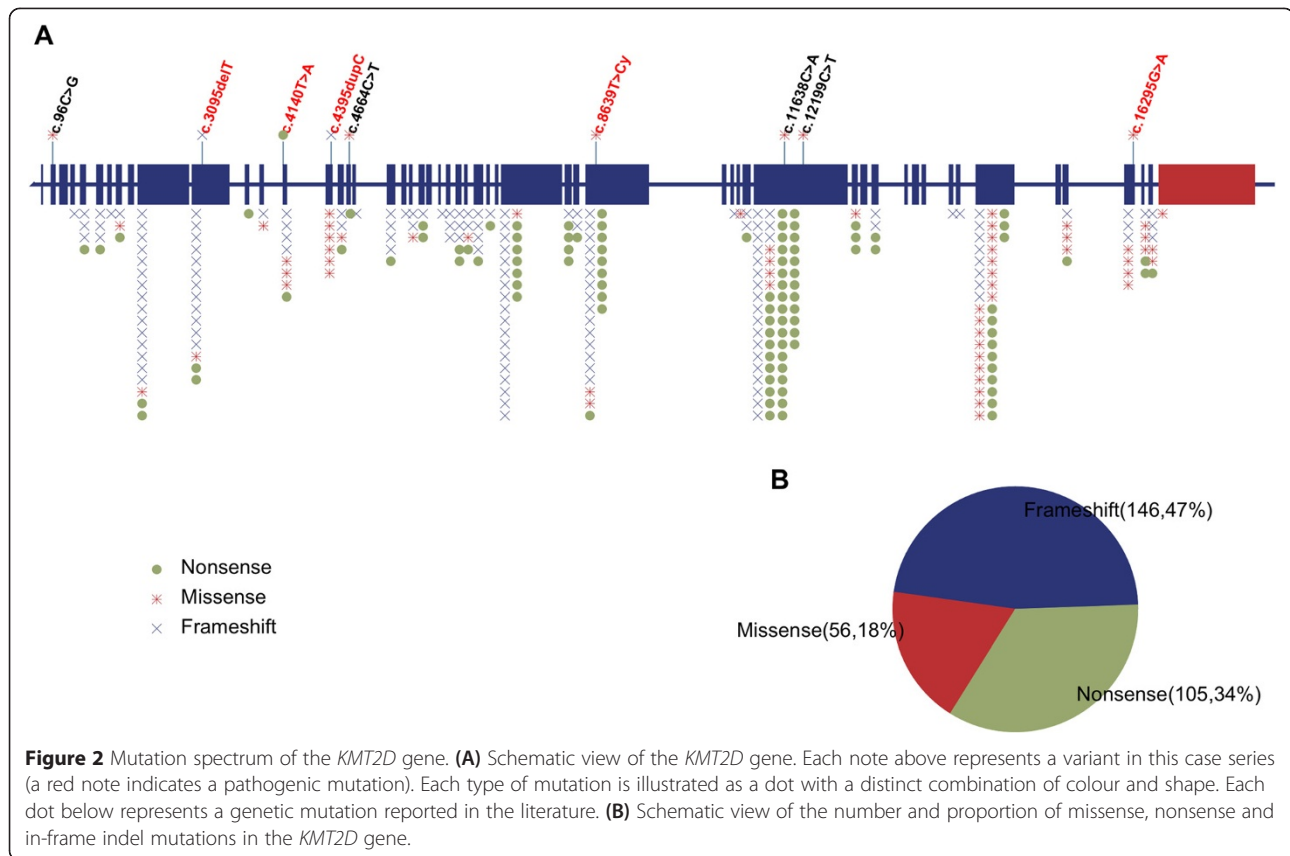 A
c.96C>G
c.3095delT
c.4140T>A
c.4395dupC
c.4664C>T
c.8639T>Cy
c.11638C>A
c.12199C>T
c.16295G>A
B
Frameshift(146,47%)
Missense(56,18%)
Nonsense(105,34%)
Nonsense
Missense
Frameshift
Figure 2 Mutation spectrum of the KMT2D gene. (A) Schematic view of the KMT2D gene. Each note above represents a variant in this case series
(a red note indicates a pathogenic mutation). Each type of mutation is illustrated as a dot with a distinct combination of colour and shape. Each
dot below represents a genetic mutation reported in the literature. (B) Schematic view of the number and proportion of missense, nonsense and
in-frame indel mutations in the KMT2D gene.